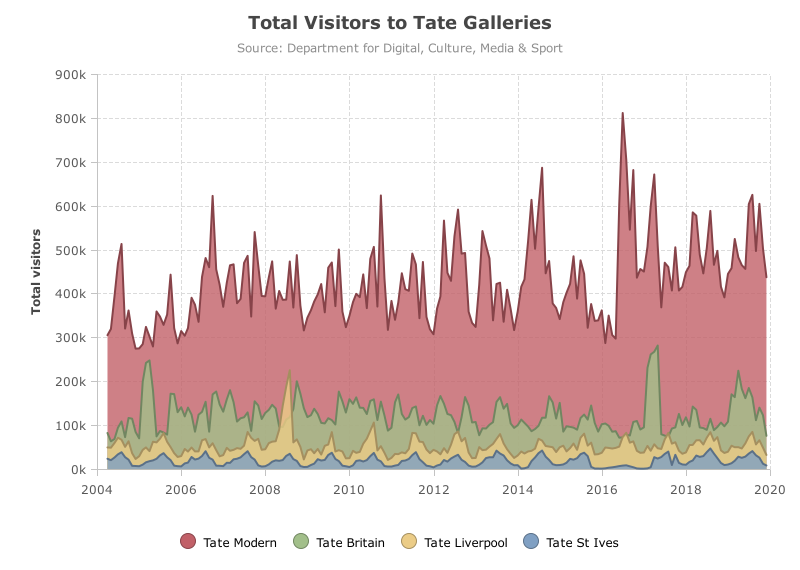 Total Visitors to Tate Galleries
Source: Department for Digital, Culture, Media & Sport
Total visitors
900k
800k
700k
600k
500k
400k
300k
200k
100k
0k
2004 2006 2008 2010 2012 2014 2016 2018 2020
Tate Modern Tate Britain Tate Liverpool Tate St Ives